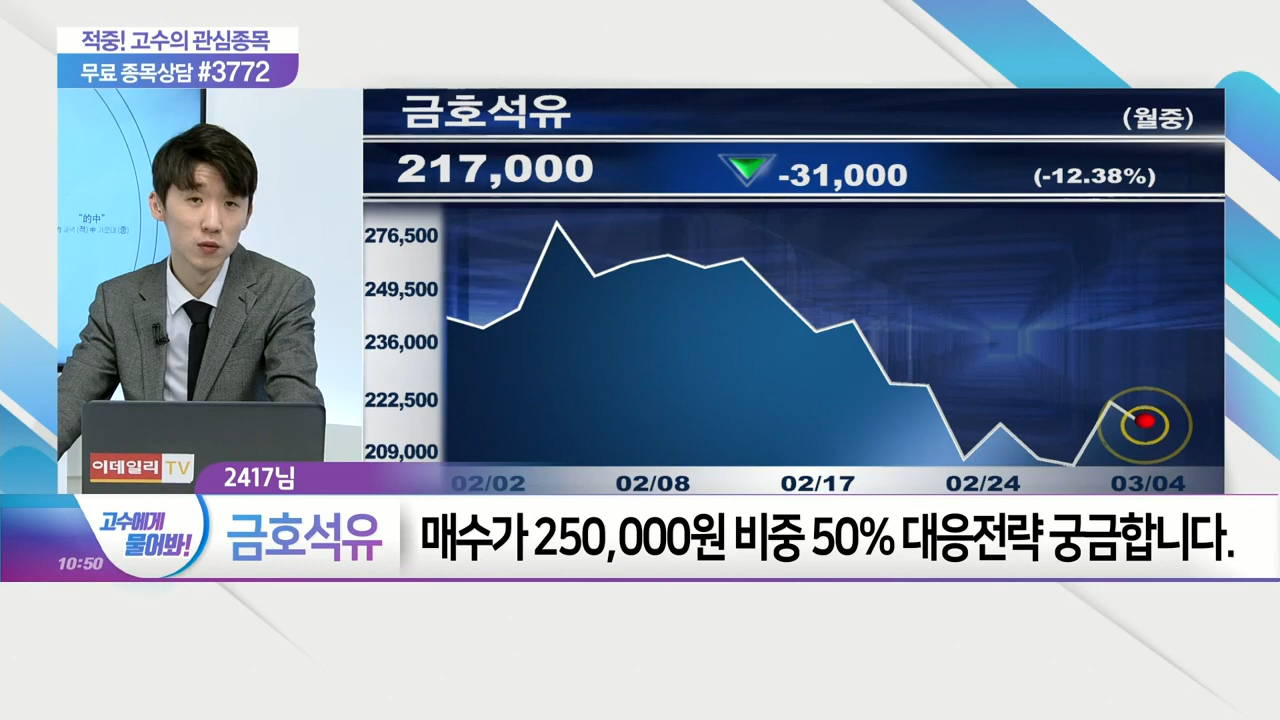 적중! 고수의 관심종목
무료 종목상담 #3772
“的中”
금호석유
(월중)
217,000
-31,000
(-12.38%)
276,500
249,500
236,000
222,500
209,000
02/02
02/08
02/17
02/24
03/04
이데일리 TV
2417님
고수에게
물어봐!
10:50
금호석유
매수가 250,000원 비중 50% 대응전략 궁금합니다.